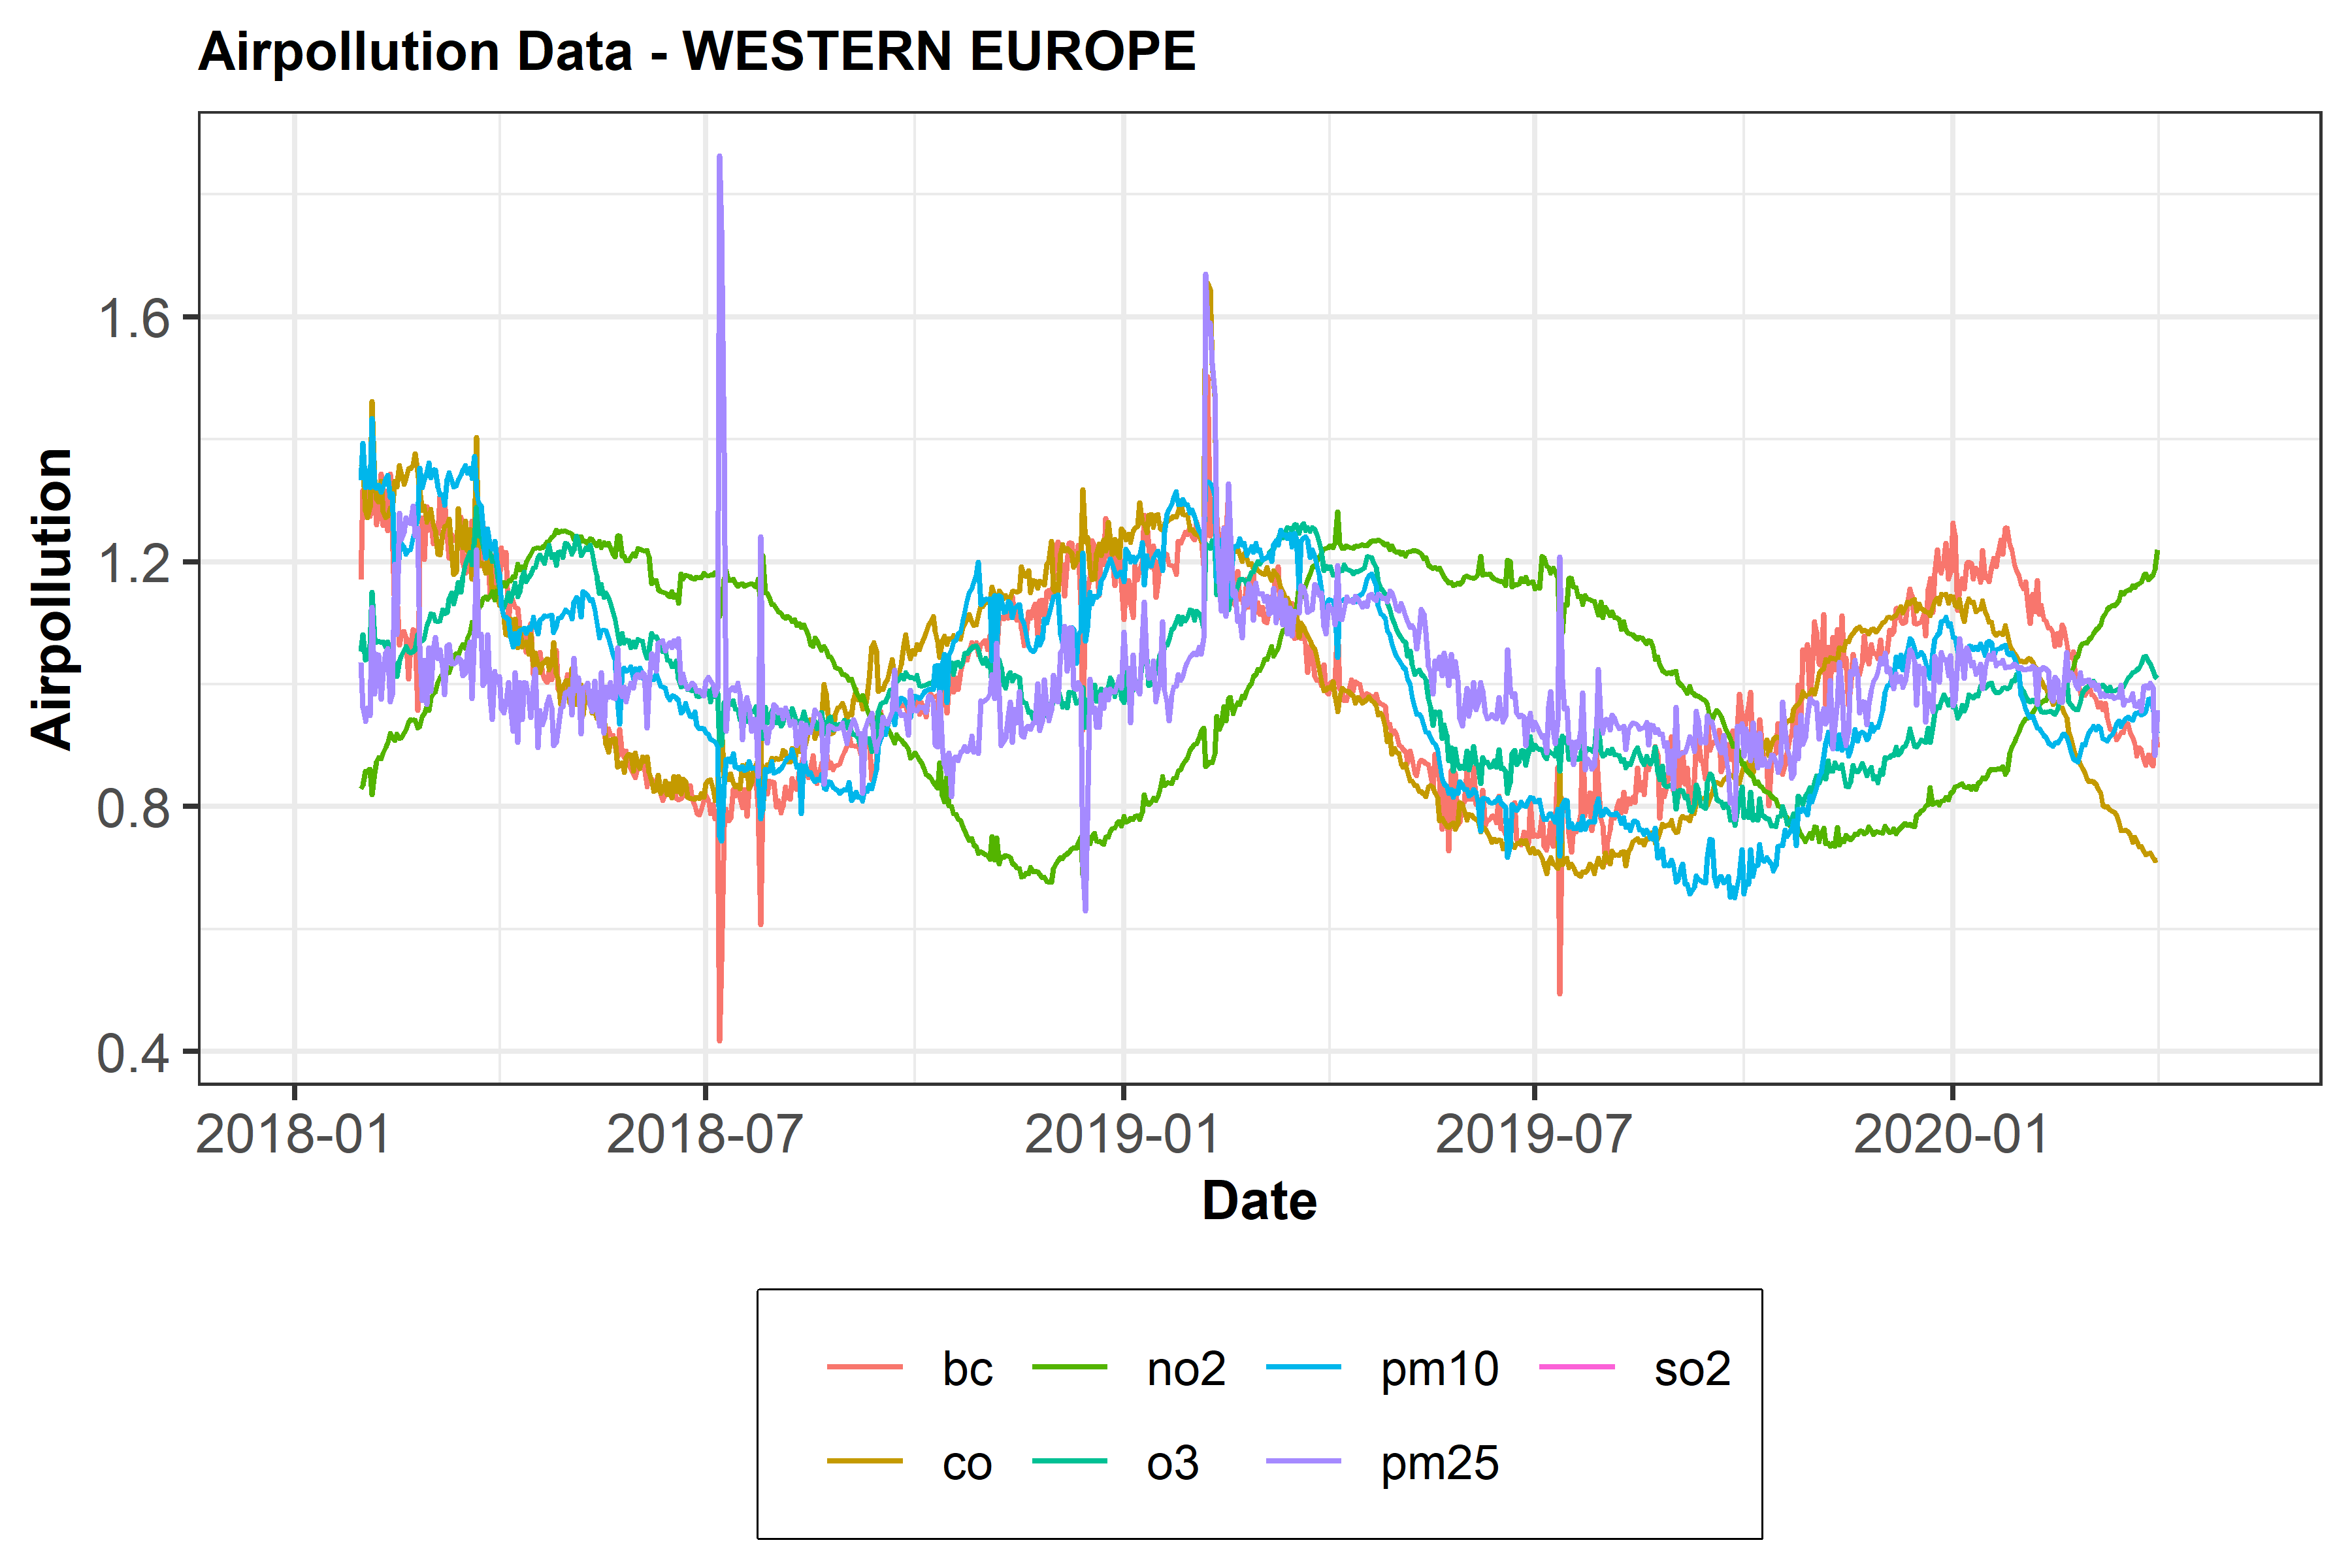 Airpollution Data - WESTERN EUROPE
Airpollution
1.6
1.2
0.8
0.4
2018-01 2018-07 2019-01 2019-07 2020-01
Date
bc no2 pm10 so2
co o3 pm25